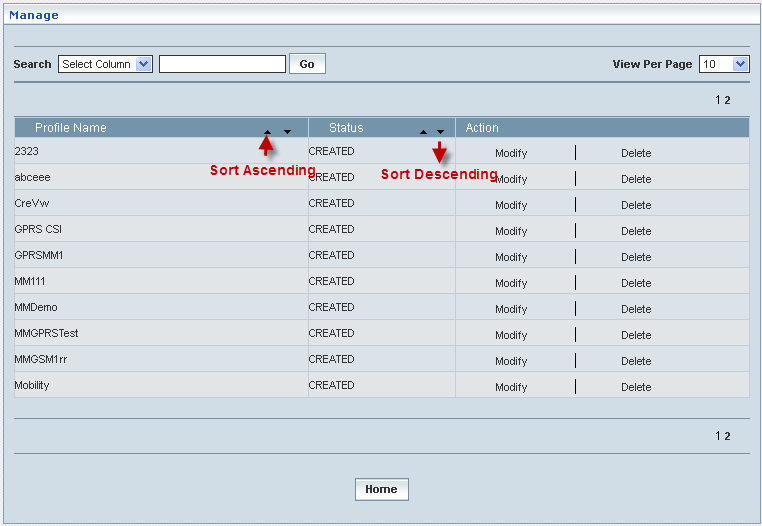 Manage
Search Select Column Go View Per Page 10
1 2
Profile Name Status Action
2323 CREATED Modify Delete
Sort Ascending Sort Descending
abceee CREATED Modify Delete
CreVw CREATED Modify Delete
GPRS CSI CREATED Modify Delete
GPRSMM1 CREATED Modify Delete
MM111 CREATED Modify Delete
MMDemo CREATED Modify Delete
MMGPRSTest CREATED Modify Delete
MMGSM1rr CREATED Modify Delete
Mobility CREATED Modify Delete
1 2
Home